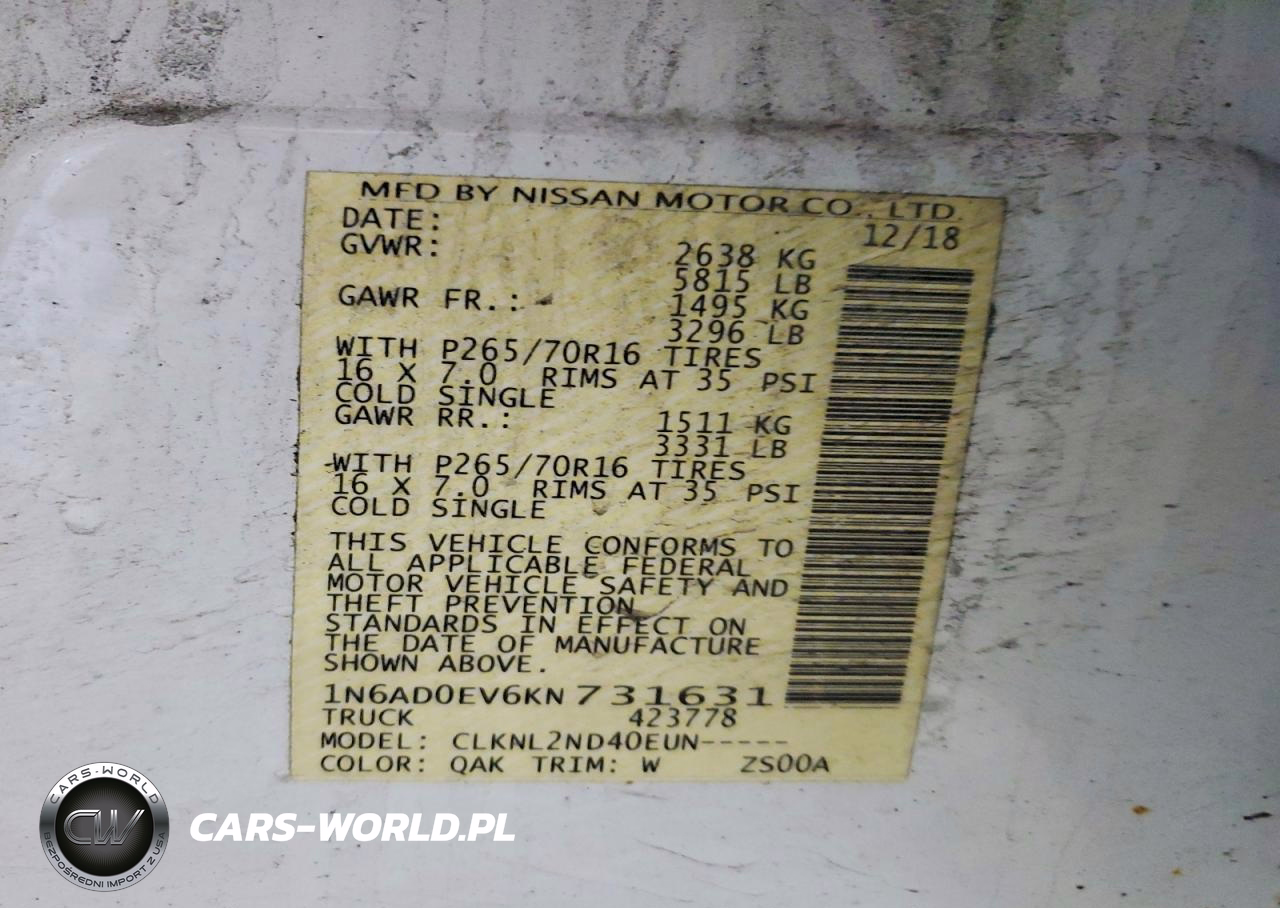 MFD BY NISSAN MOTOR CO., LTD.
DATE: 12/18
GVWR: 2638 KG
5815 LB
GAWR FR.: 1495 KG
3296 LB
WITH P265/70R16 TIRES
16 X 7.0 RIMS AT 35 PSI
COLD SINGLE
GAWR RR.: 1511 KG
3331 LB
WITH P265/70R16 TIRES
16 X 7.0 RIMS AT 35 PSI
COLD SINGLE
THIS VEHICLE CONFORMS TO
ALL APPLICABLE FEDERAL
MOTOR VEHICLE SAFETY AND
THEFT PREVENTION
STANDARDS IN EFFECT ON
THE DATE OF MANUFACTURE
SHOWN ABOVE.
1N6AD0EV6KN731631
TRUCK 423778
MODEL: CLKNL2ND40EUN-----
COLOR: QAK TRIM: W ZS00A
CARS-WORLD
CW
BEZPOŚREDNI IMPORT Z USA
CARS-WORLD.PL